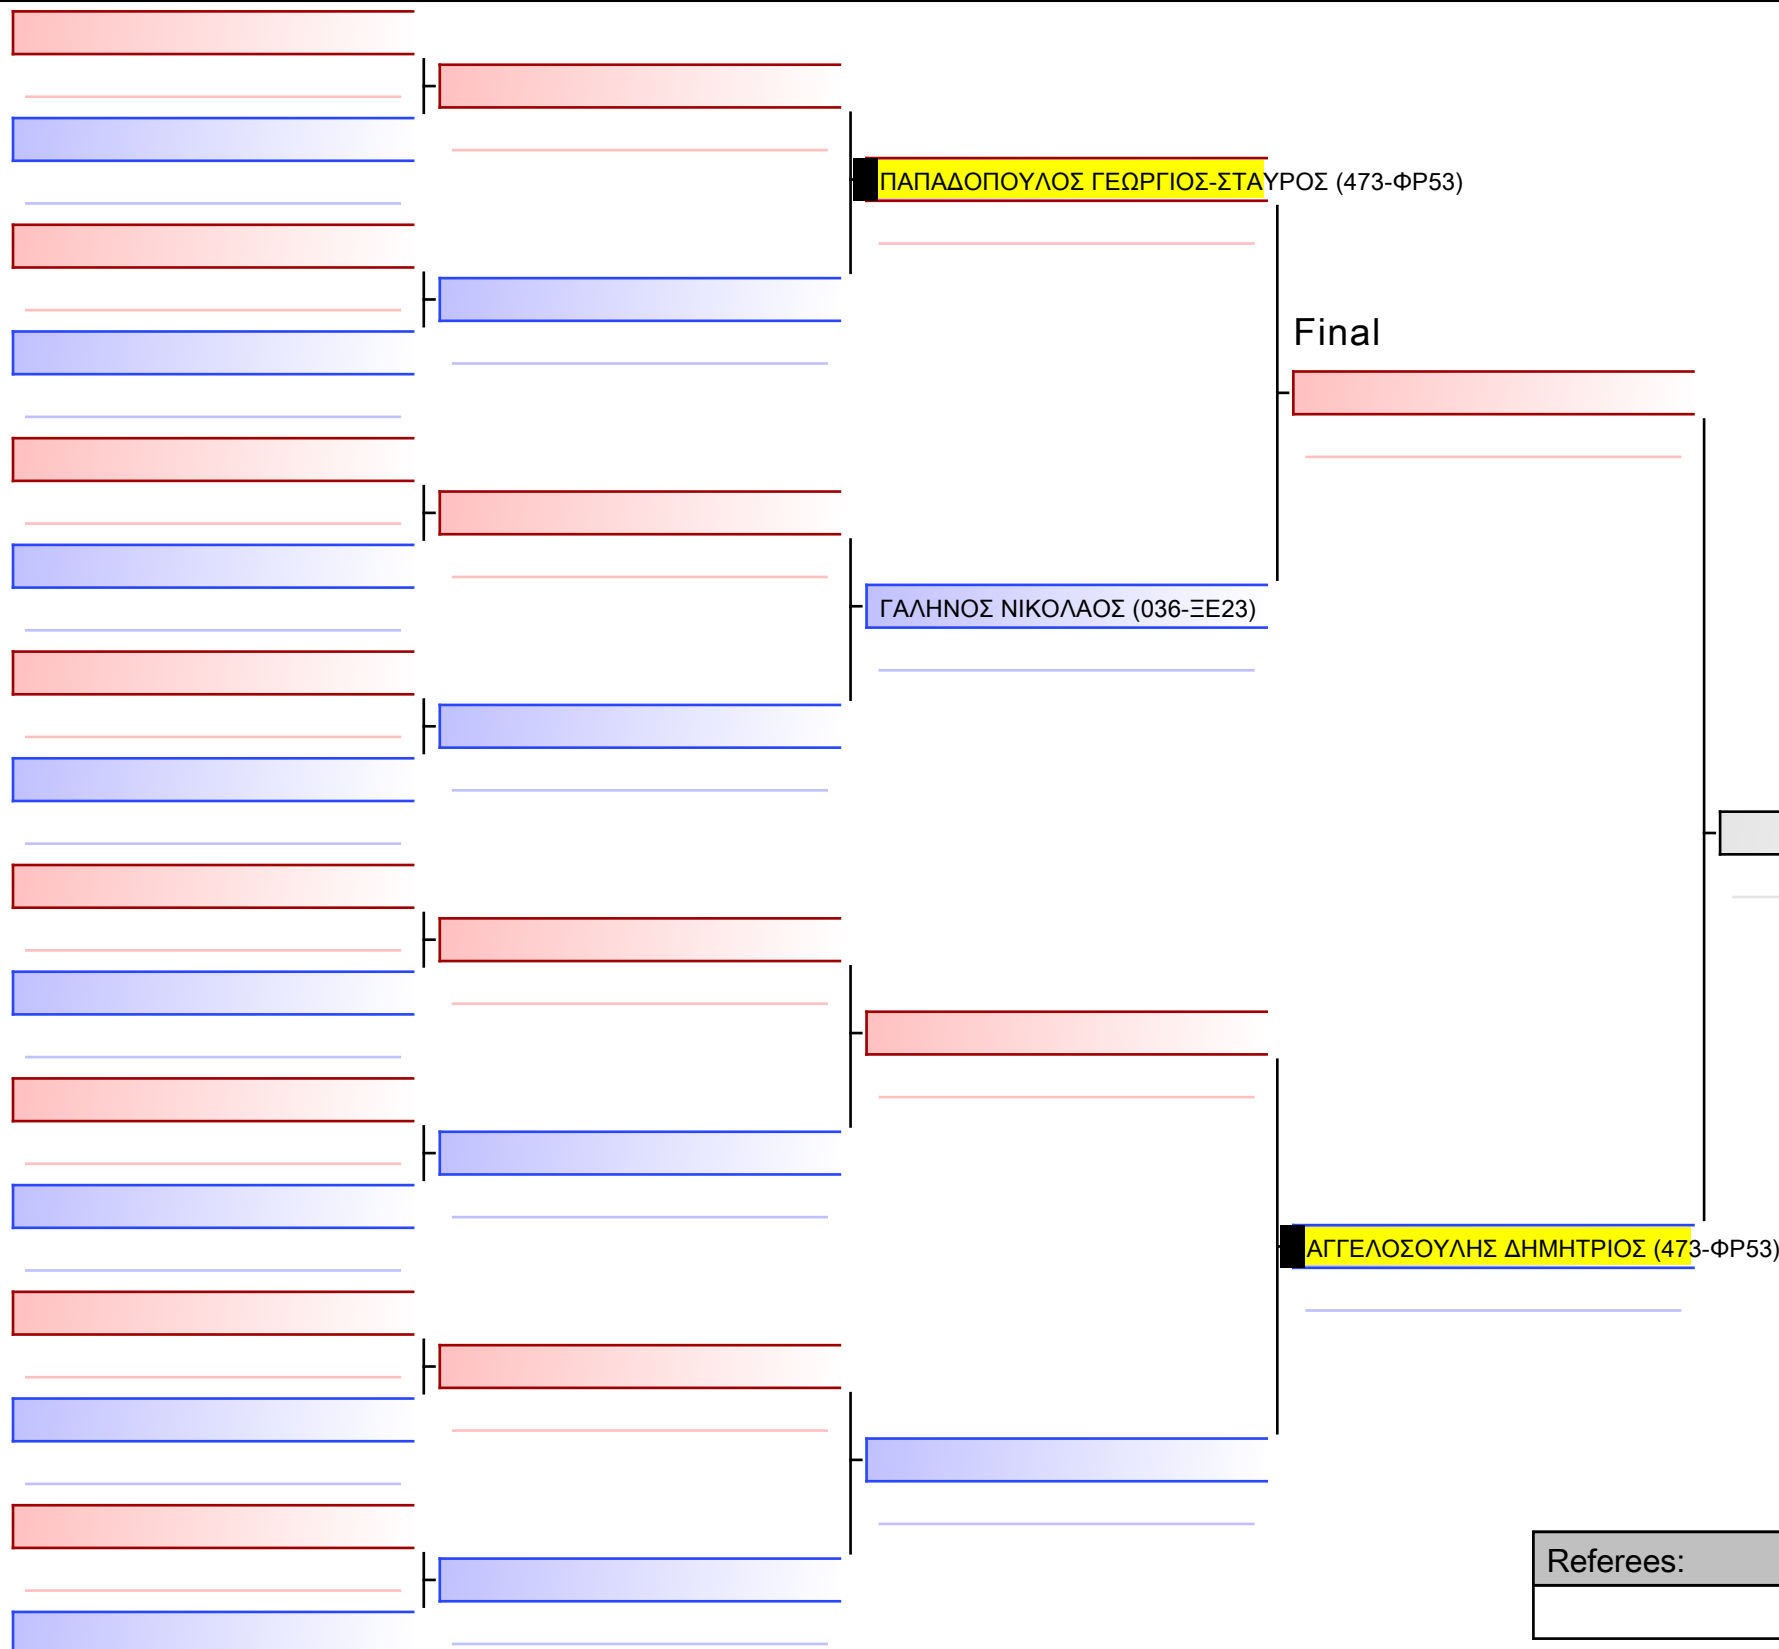 ΠΑΠΑΔΟΠΟΥΛΟΣ ΓΕΩΡΓΙΟΣ-ΣΤΑΥΡΟΣ (473-ΦΡ53)
Final
ΓΑΛΗΝΟΣ ΝΙΚΟΛΑΟΣ (036-ΞΕ23)
ΑΓΓΕΛΟΣΟΥΛΗΣ ΔΗΜΗΤΡΙΟΣ (473-ΦΡ53)
Referees: